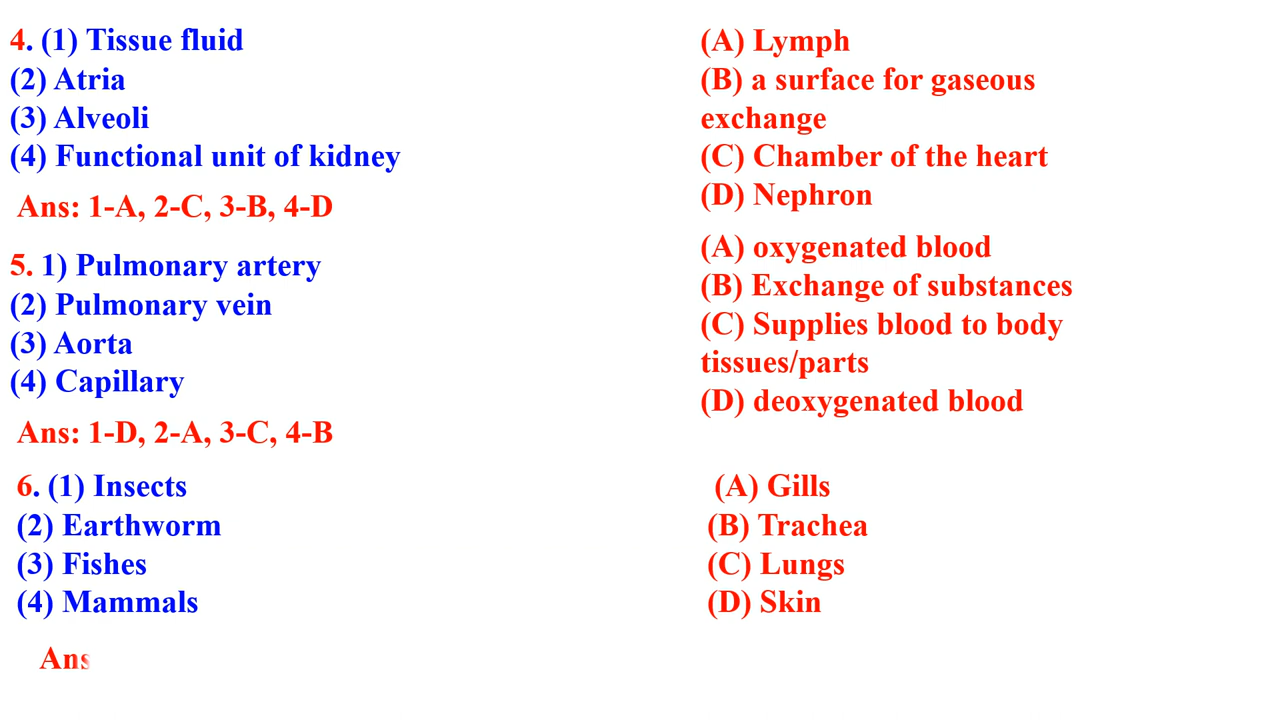 4. (1) Tissue fluid
(2) Atria
(3) Alveoli
(4) Functional unit of kidney
Ans: 1-A, 2-C, 3-B, 4-D
(A) Lymph
(B) a surface for gaseous
exchange
(C) Chamber of the heart
(D) Nephron
5. 1) Pulmonary artery
(2) Pulmonary vein
(3) Aorta
(4) Capillary
Ans: 1-D, 2-A, 3-C, 4-B
(A) oxygenated blood
(B) Exchange of substances
(C) Supplies blood to body
tissues/parts
(D) deoxygenated blood
6. (1) Insects
(2) Earthworm
(3) Fishes
(4) Mammals
(A) Gills
(B) Trachea
(C) Lungs
(D) Skin
Ans